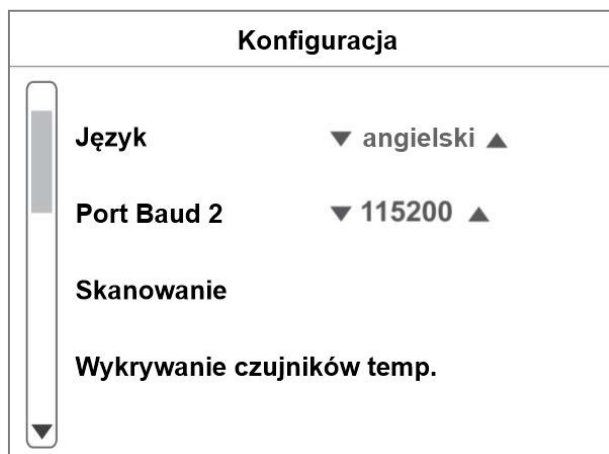 Konfiguracja
Język ▼ angielski ▲
Port Baud 2 ▼ 115200 ▲
Skanowanie
Wykrywanie czujników temp.